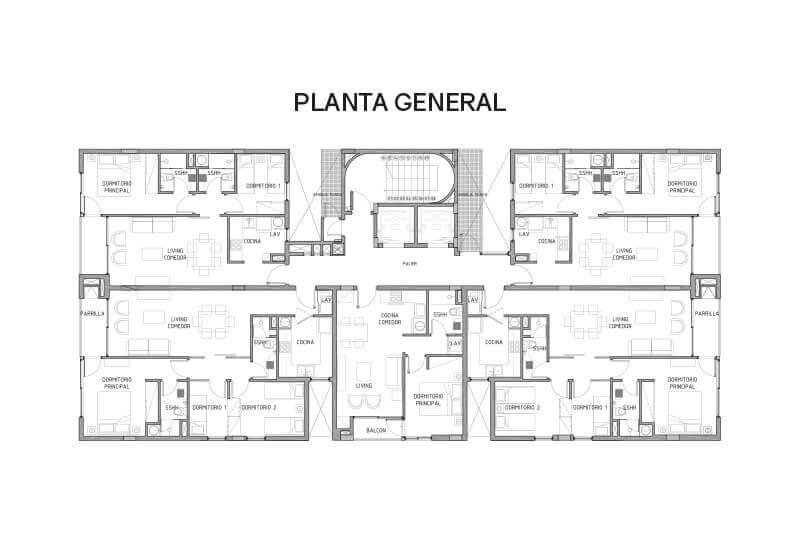 PLANTA GENERAL
DORMITORIO
PRINCIPAL
SSHH
SSHH
DORMITORIO 1
DORMITORIO 1
SSHH
SSHH
DORMITORIO
PRINCIPAL
LIVING
COMEDOR
LAV
COCINA
LAV
COCINA
LIVING
COMEDOR
PALIER
PARRILLA
LIVING
COMEDOR
SSHH
LAV
COCINA
COCINA
COMEDOR
SSHH
LAV
LAV
COCINA
SSHH
LIVING
COMEDOR
PARRILLA
DORMITORIO
PRINCIPAL
SSHH
DORMITORIO 1
DORMITORIO 2
LIVING
DORMITORIO
PRINCIPAL
BALCON
DORMITORIO 2
DORMITORIO 1
SSHH
DORMITORIO
PRINCIPAL